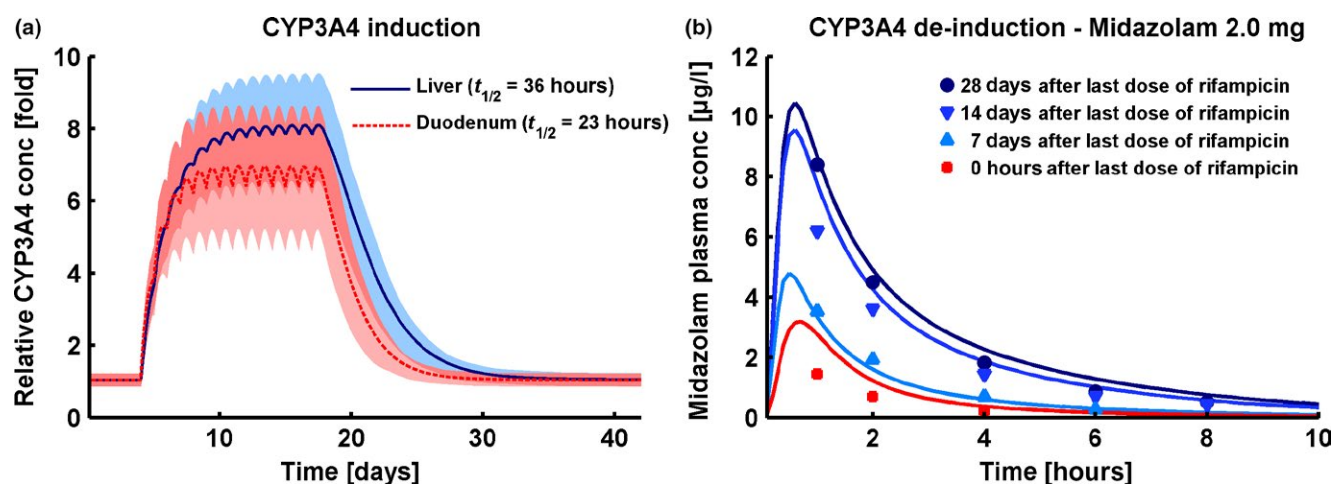 (a)
CYP3A4 induction
Relative CYP3A4 conc [fold]
10
8
6
4
2
0
Liver (t1/2 = 36 hours)
Duodenum (t1/2 = 23 hours)
10
20
30
40
Time [days]
(b)
CYP3A4 de-induction - Midazolam 2.0 mg
Midazolam plasma conc [µg/l]
12
10
8
6
4
2
0
28 days after last dose of rifampicin
14 days after last dose of rifampicin
7 days after last dose of rifampicin
0 hours after last dose of rifampicin
2
4
6
8
10
Time [hours]